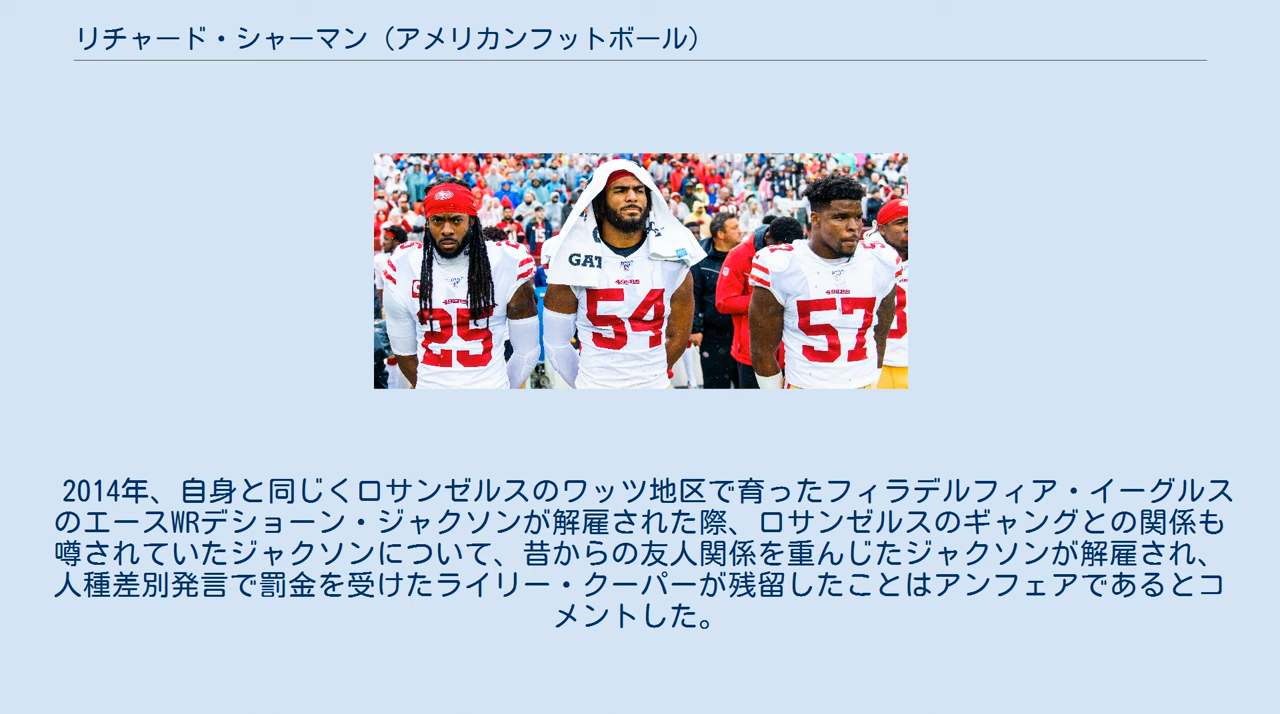 リチャード・シャーマン（アメリカンフットボール）
GAT
25
54
57
49ERS
2014年、自身と同じくロサンゼルスのワッツ地区で育ったフィラデルフィア・イーグルス
のエースWRデショーン・ジャクソンが解雇された際、ロサンゼルスのギャングとの関係も
噂されていたジャクソンについて、昔からの友人関係を重んじたジャクソンが解雇され、
人種差別発言で罰金を受けたライリー・クーパーが残留したことはアンフェアであるとコ
メントした。